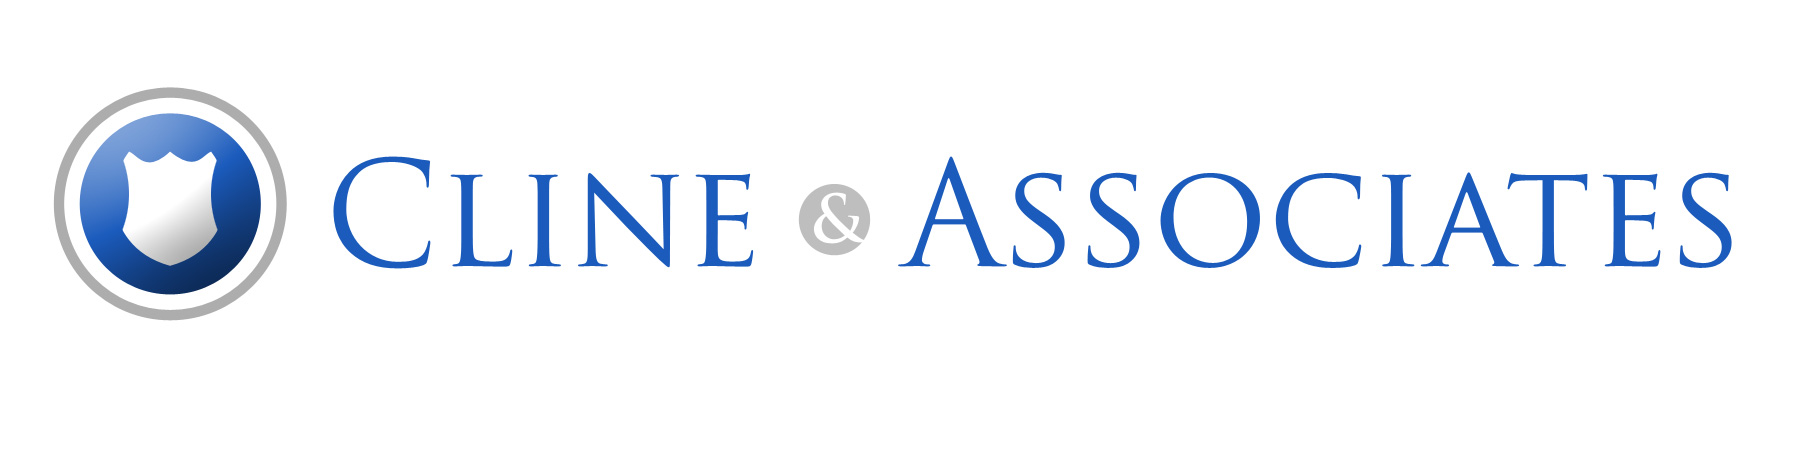 CLINE & ASSOCIATES